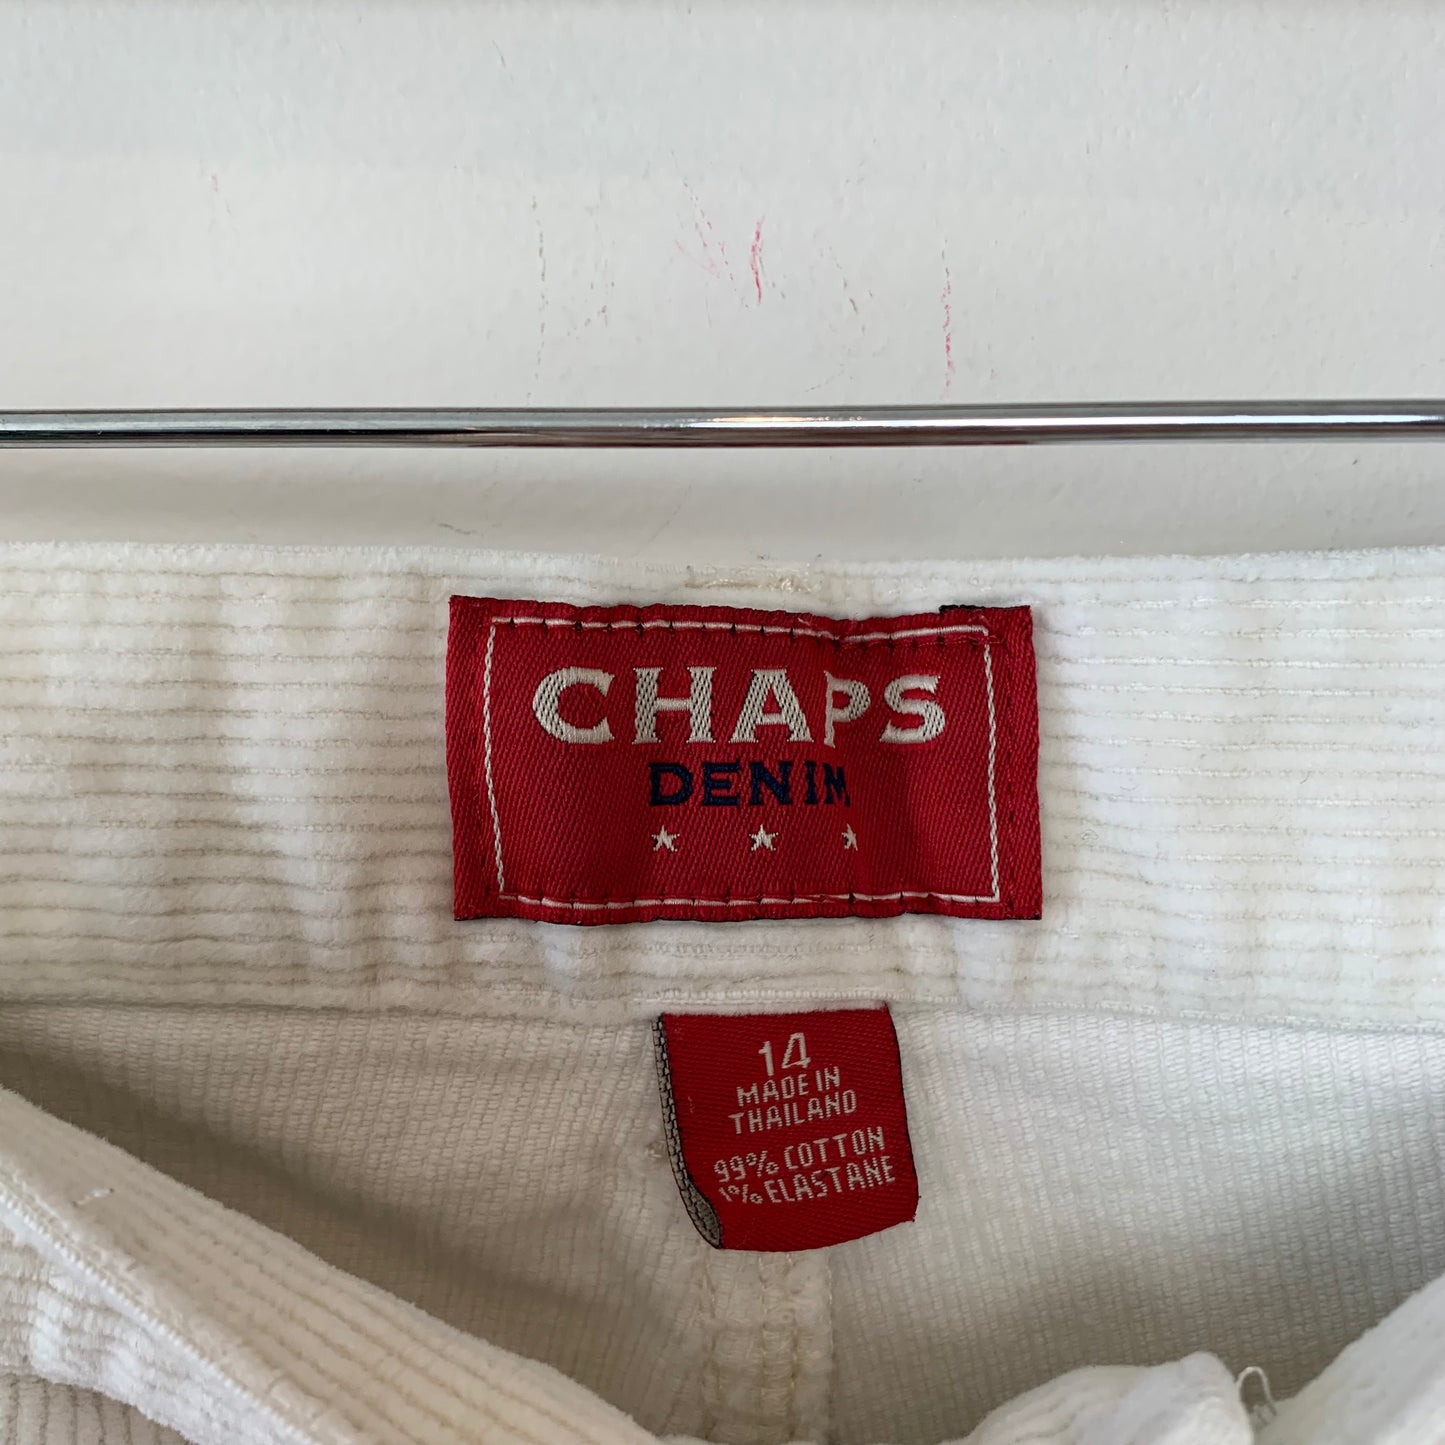 CHAPS
DENIM
14
MADE IN
THAILAND
99% COTTON
1% ELASTANE